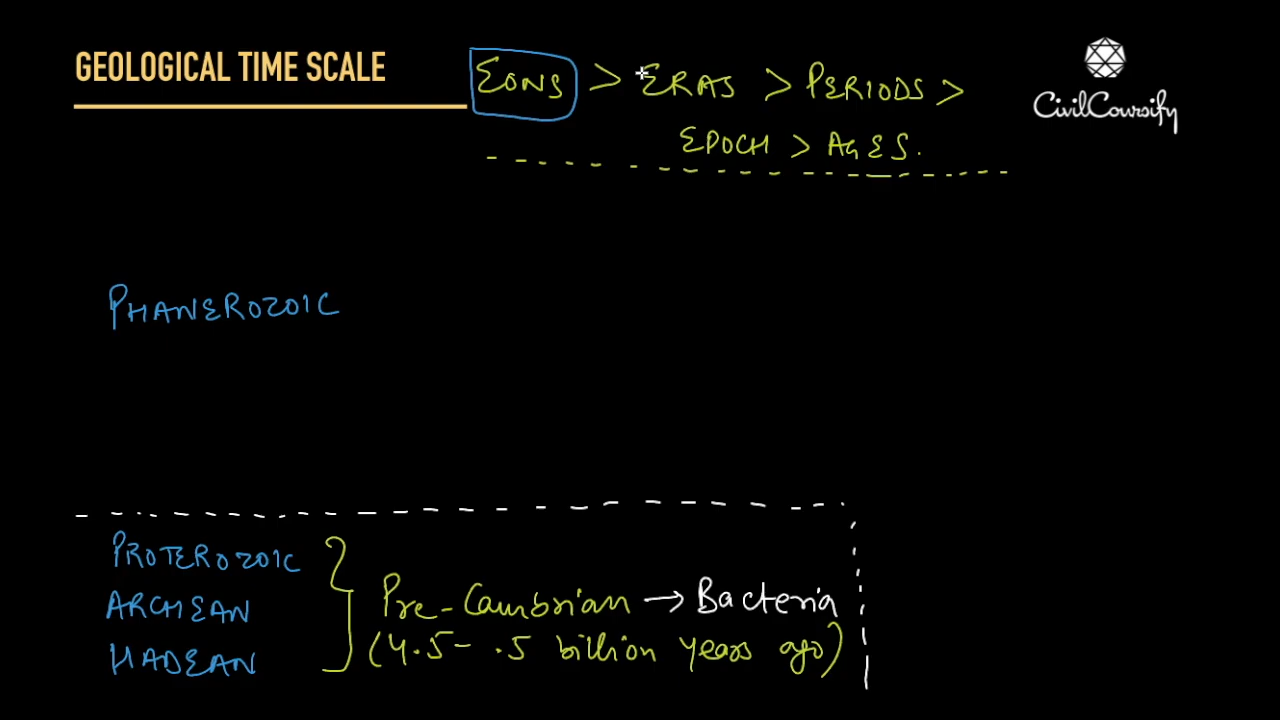 GEOLOGICAL TIME SCALE
EONS > ERAS > PERIODS >
EPOCH > AGES.
CivilCoursify
PHANEROZOIC
PROTEROZOIC
ARCHEAN
HADEAN
Pre-Cambrian → Bacteria
(4.5 - .5 billion years ago)